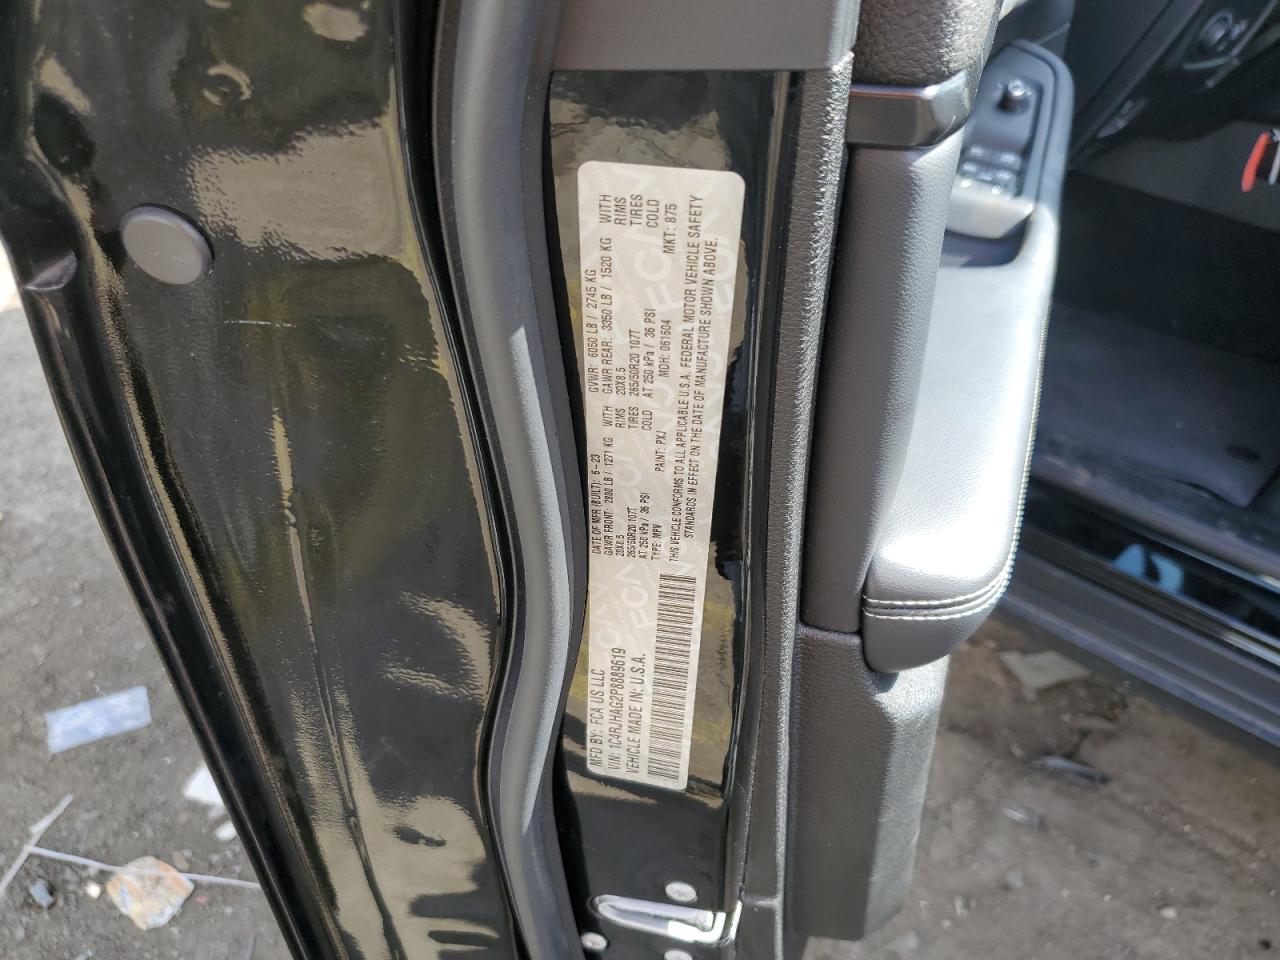 MFD BY: FCA US LLC DATE OF MFR (BUILT): 6-23 GVWR: 6050 LB / 2745 KG
VIN: 1C4RJHAG2P8889619 GAWR FRONT: 2800 LB / 1271 KG WITH GAWR REAR: 3350 LB / 1520 KG WITH
VEHICLE MADE IN: U.S.A. 20X8.5 RIMS 20X8.5 RIMS
265/50R20 107T TIRES 265/50R20 107T TIRES
AT 250 kPa / 36 PSI COLD AT 250 kPa / 36 PSI COLD
TYPE: MPV PAINT: PXJ MDH: 061604 MKT: 875
THIS VEHICLE CONFORMS TO ALL APPLICABLE U.S.A. FEDERAL MOTOR VEHICLE SAFETY
STANDARDS IN EFFECT ON THE DATE OF MANUFACTURE SHOWN ABOVE.